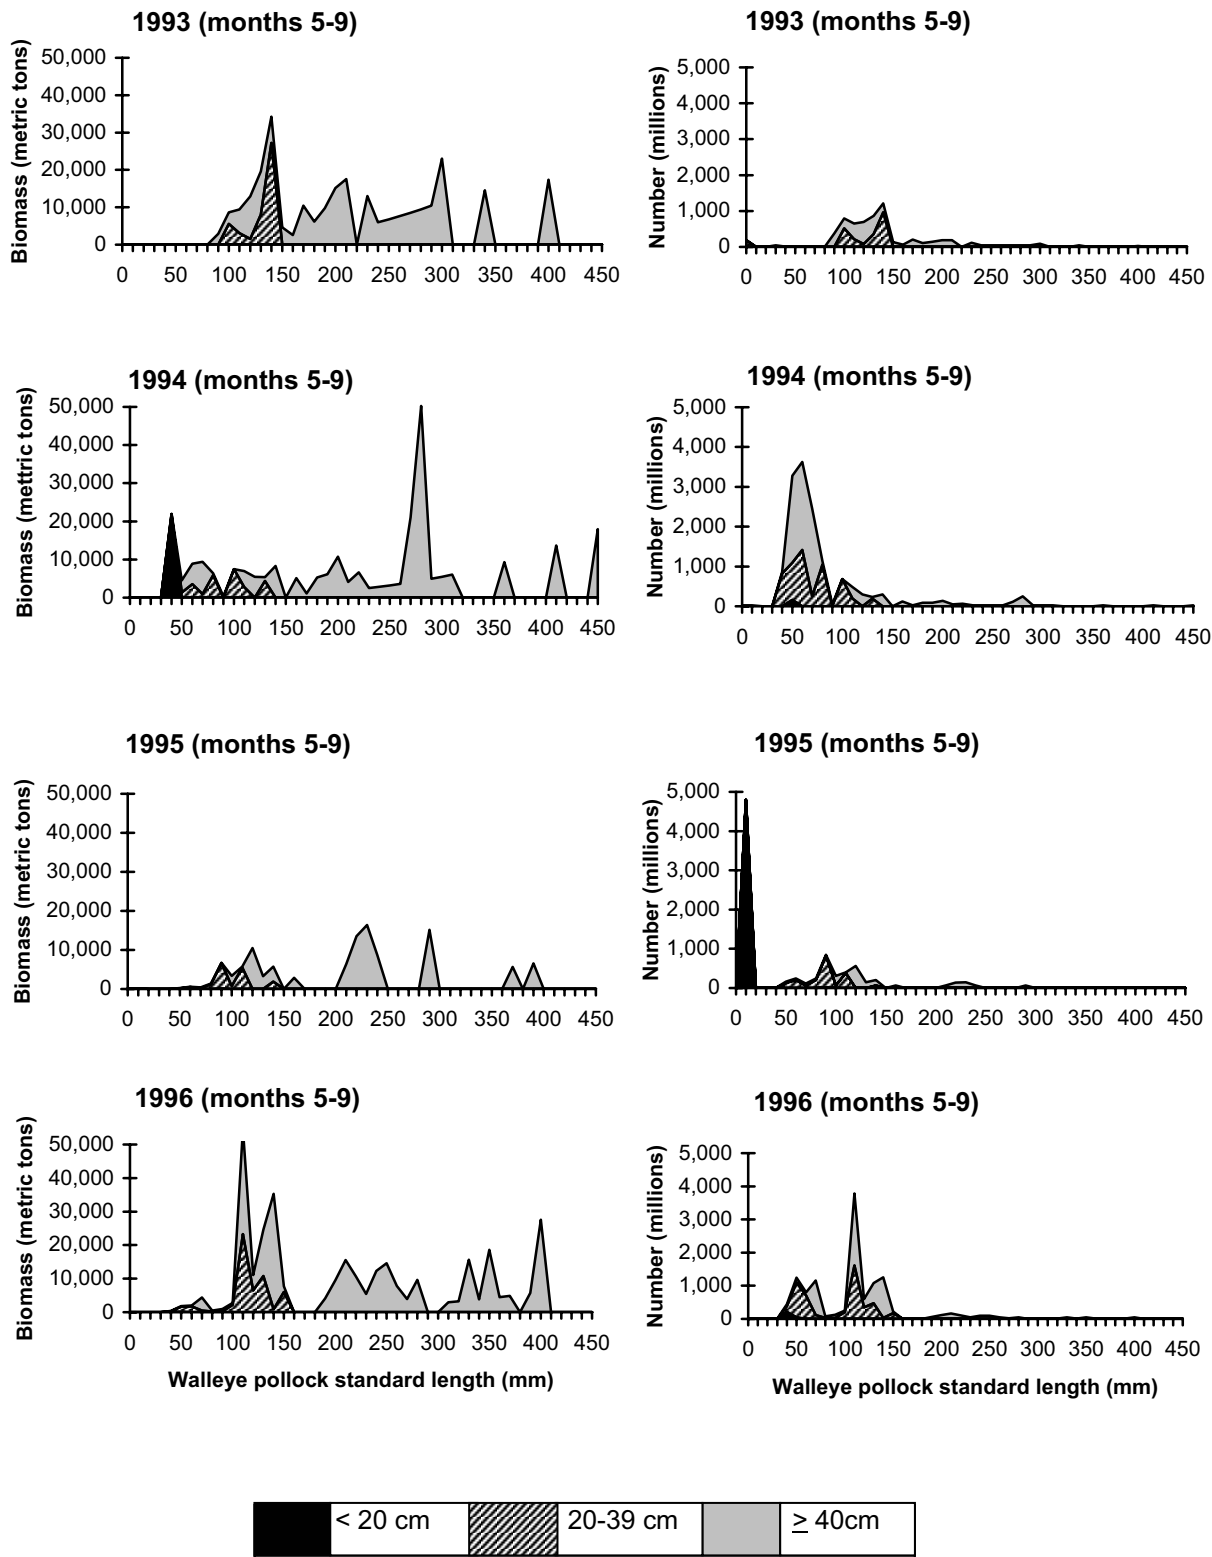 1993 (months 5-9)
Biomass (metric tons)
50,000
40,000
30,000
20,000
10,000
0
0 50 100 150 200 250 300 350 400 450
1993 (months 5-9)
Number (millions)
5,000
4,000
3,000
2,000
1,000
0
0 50 100 150 200 250 300 350 400 450
1994 (months 5-9)
Biomass (mettric tons)
50,000
40,000
30,000
20,000
10,000
0
0 50 100 150 200 250 300 350 400 450
1994 (months 5-9)
Number (millions)
5,000
4,000
3,000
2,000
1,000
0
0 50 100 150 200 250 300 350 400 450
1995 (months 5-9)
Biomass (metric tons)
50,000
40,000
30,000
20,000
10,000
0
0 50 100 150 200 250 300 350 400 450
1995 (months 5-9)
Number (millions)
5,000
4,000
3,000
2,000
1,000
0
0 50 100 150 200 250 300 350 400 450
1996 (months 5-9)
Biomass (metric tons)
50,000
40,000
30,000
20,000
10,000
0
0 50 100 150 200 250 300 350 400 450
Walleye pollock standard length (mm)
1996 (months 5-9)
Number (millions)
5,000
4,000
3,000
2,000
1,000
0
0 50 100 150 200 250 300 350 400 450
Walleye pollock standard length (mm)
< 20 cm 20-39 cm ≥ 40cm